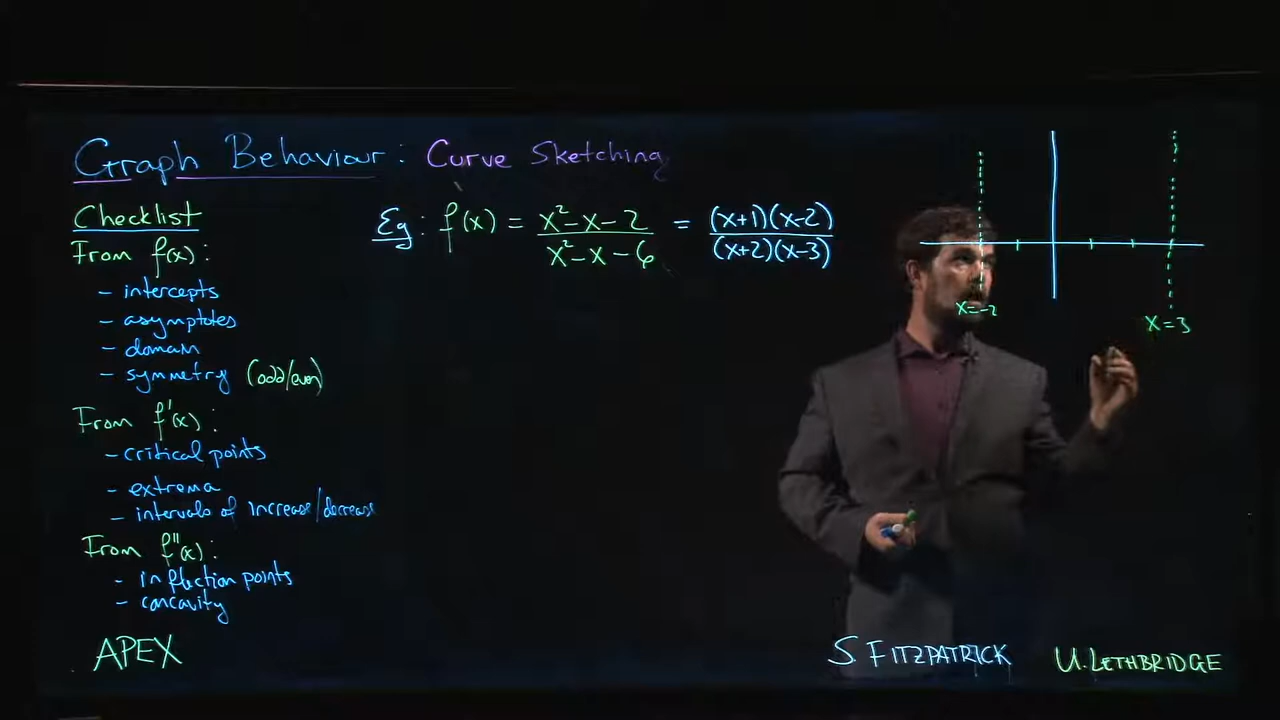 Graph Behaviour: Curve Sketching
Checklist
From f(x):
- intercepts
- asymptotes
- domain
- symmetry (odd/even)
From f'(x):
- critical points
- extrema
- intervals of increase/decrease
From f"(x):
- inflection points
- concavity
APEX
Eg: f(x) = x²-x-2 / x²-x-6 = (x+1)(x-2) / (x+2)(x-3)
x=-2
x=3
S. FITZPATRICK
U. LETHBRIDGE